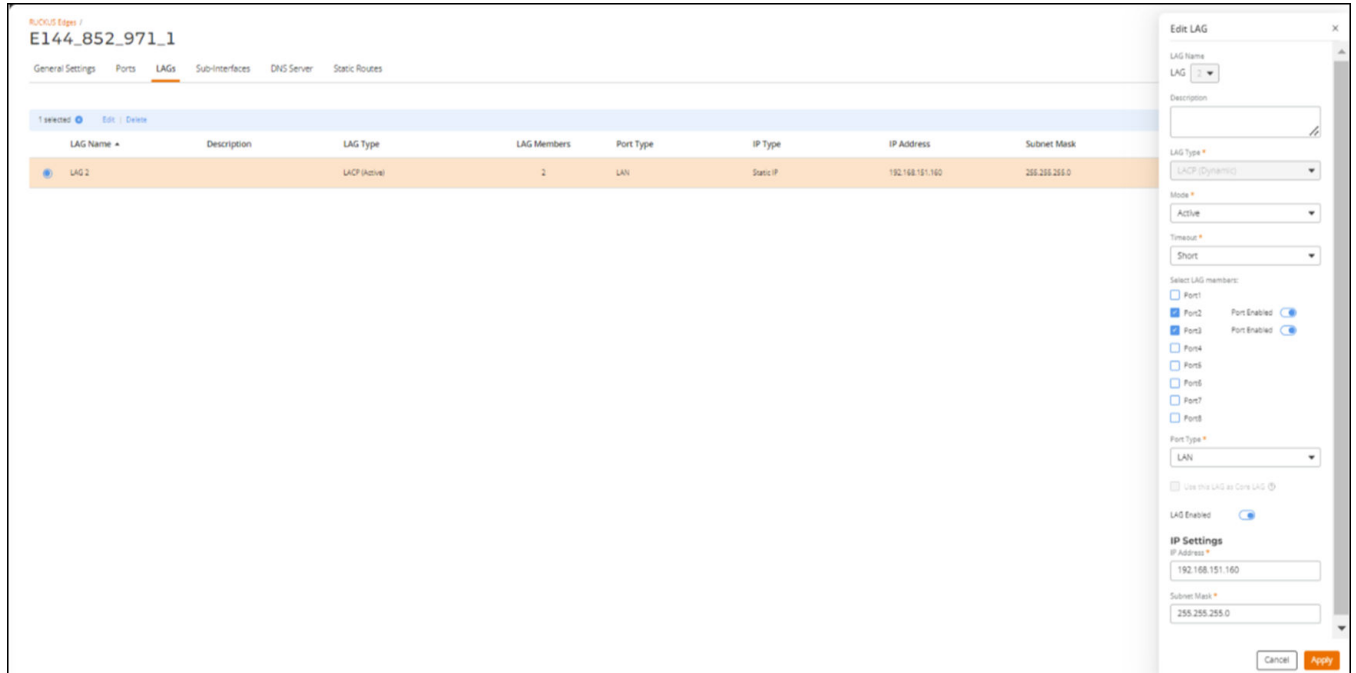 RUCKUS Edges /
E144_852_971_1
General Settings Ports LAGs Sub-Interfaces DNS Server Static Routes
1 selected Edit | Delete
LAG Name Description LAG Type LAG Members Port Type IP Type IP Address Subnet Mask
LAG 2 LACP (Active) 2 LAN Static IP 192.168.151.160 255.255.255.0
Edit LAG
LAG Name
LAG 2
Description
LAG Type *
LACP (Dynamic)
Mode *
Active
Timeout *
Short
Select LAG members:
Port1
Port2 Port Enabled
Port3 Port Enabled
Port4
Port5
Port6
Port7
Port8
Port Type *
LAN
Use this LAG as Core LAG
LAG Enabled
IP Settings
IP Address *
192.168.151.160
Subnet Mask *
255.255.255.0
Cancel Apply